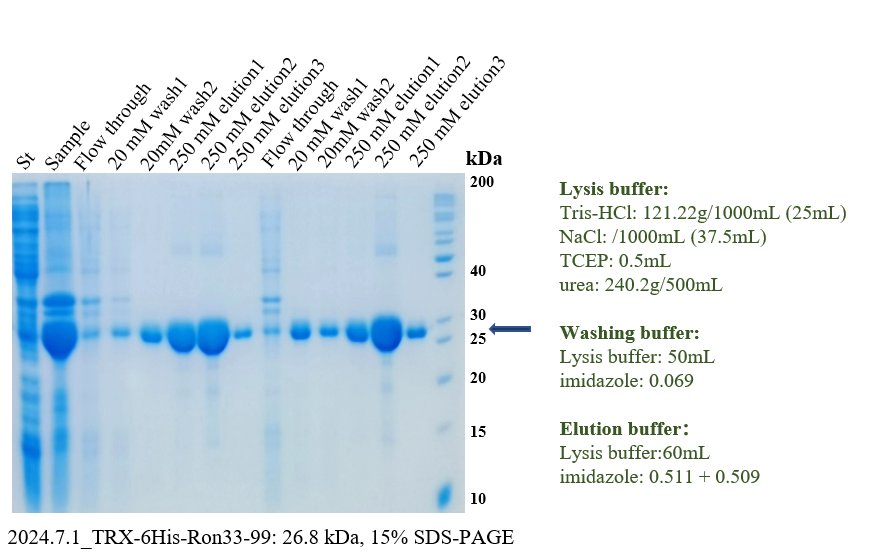 St
Sample
Flow through
20 mM wash1
20mM wash2
250 mM elution1
250 mM elution2
250 mM elution3
Flow through
20 mM wash1
20mM wash2
250 mM elution1
250 mM elution2
250 mM elution3
kDa
200
40
30
25
20
15
10
Lysis buffer:
Tris-HCl: 121.22g/1000mL (25mL)
NaCl: /1000mL (37.5mL)
TCEP: 0.5mL
urea: 240.2g/500mL
Washing buffer:
Lysis buffer: 50mL
imidazole: 0.069
Elution buffer：
Lysis buffer:60mL
imidazole: 0.511 + 0.509
2024.7.1_TRX-6His-Ron33-99: 26.8 kDa, 15% SDS-PAGE